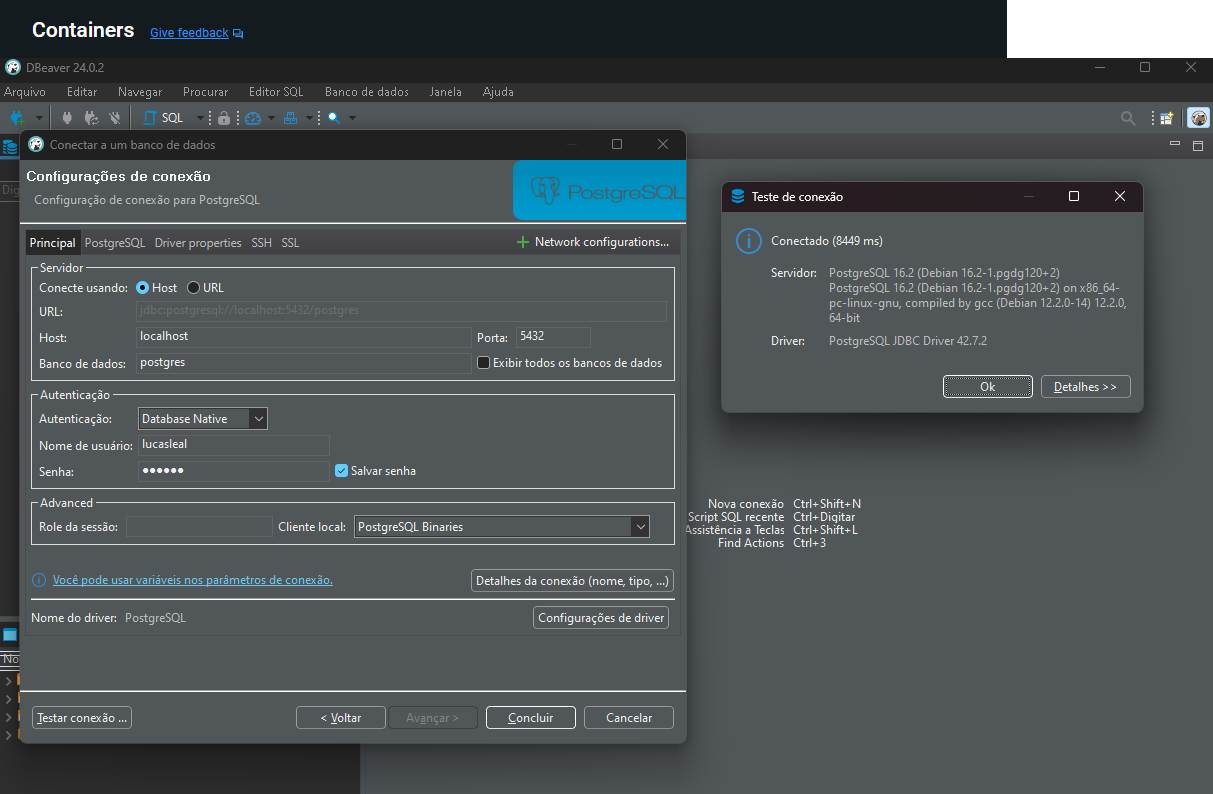 Containers Give feedback
DBeaver 24.0.2
Arquivo Editar Navegar Procurar Editor SQL Banco de dados Janela Ajuda
SQL
Conectar a um banco de dados
Configurações de conexão
Configuração de conexão para PostgreSQL
PostgreSQL
Principal PostgreSQL Driver properties SSH SSL
Network configurations...
Servidor
Conecte usando: Host URL
URL: jdbc:postgresql://localhost:5432/postgres
Host: localhost Porta: 5432
Banco de dados: postgres Exibir todos os bancos de dados
Autenticação
Autenticação: Database Native
Nome de usuário: lucasleal
Senha: •••••• Salvar senha
Advanced
Role da sessão: Cliente local: PostgreSQL Binaries
Você pode usar variáveis nos parâmetros de conexão.
Detalhes da conexão (nome, tipo, ...)
Nome do driver: PostgreSQL
Configurações de driver
Testar conexão ... < Voltar Avançar > Concluir Cancelar
Teste de conexão
Conectado (8449 ms)
Servidor: PostgreSQL 16.2 (Debian 16.2-1.pgdg120+2)
PostgreSQL 16.2 (Debian 16.2-1.pgdg120+2) on x86_64-
pc-linux-gnu, compiled by gcc (Debian 12.2.0-14) 12.2.0,
64-bit
Driver: PostgreSQL JDBC Driver 42.7.2
Ok Detalhes >>
Nova conexão Ctrl+Shift+N
Script SQL recente Ctrl+Digitar
Assistência a Teclas Ctrl+Shift+L
Find Actions Ctrl+3